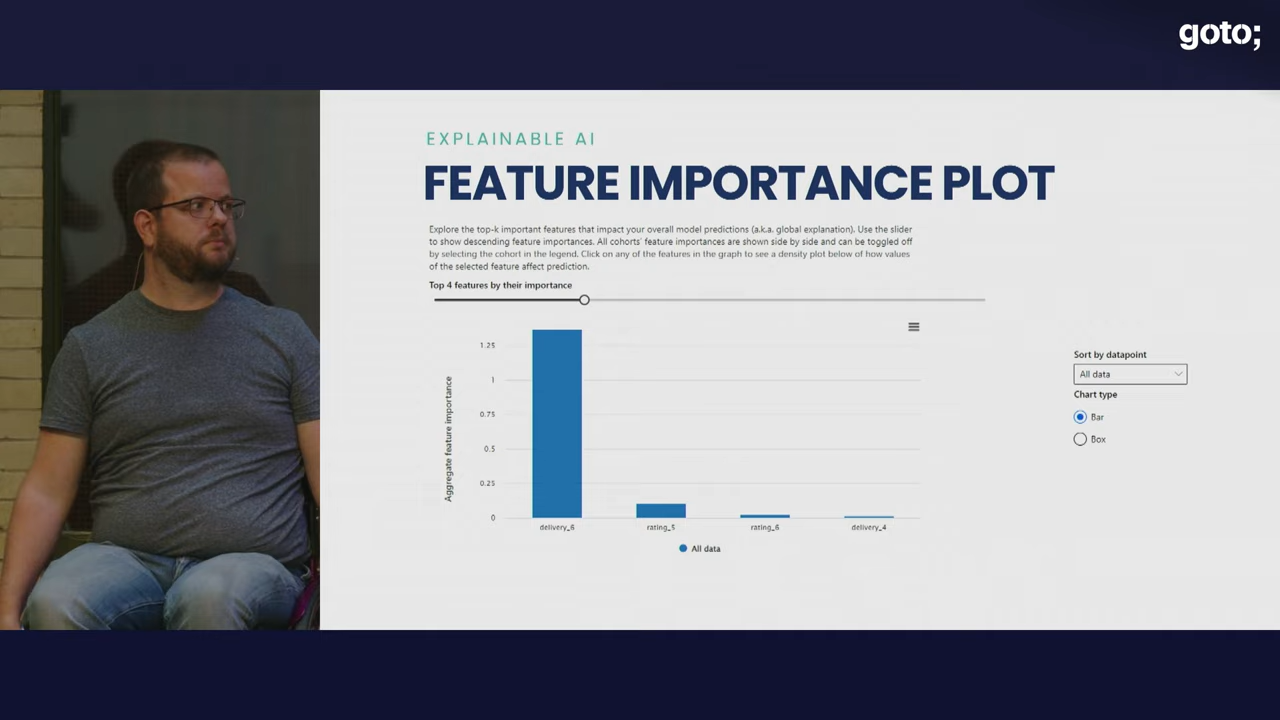 goto;
EXPLAINABLE AI
FEATURE IMPORTANCE PLOT
Explore the top-k important features that impact your overall model predictions (a.k.a. global explanation). Use the slider
to show descending feature importances. All cohorts' feature importances are shown side by side and can be toggled off
by selecting the cohort in the legend. Click on any of the features in the graph to see a density plot below of how values
of the selected feature affect prediction.
Top 4 features by their importance
1.25
1
0.75
0.5
0.25
0
Aggregate feature importance
delivery_6
rating_5
rating_6
delivery_4
All data
Sort by datapoint
All data
Chart type
Bar
Box